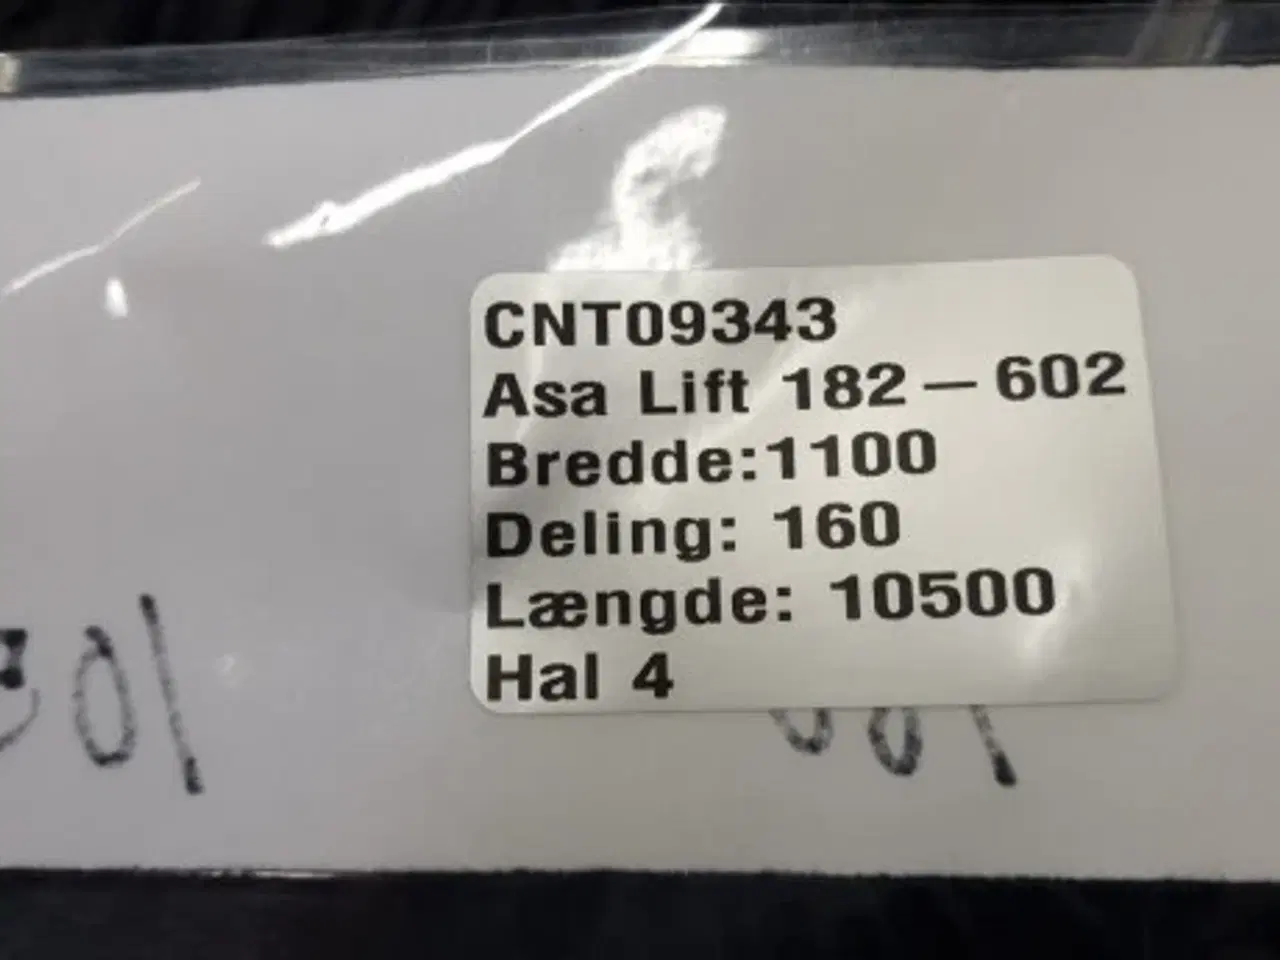 CNT09343
Asa Lift 182 – 602
Bredde:1100
Deling: 160
Længde: 10500
Hal 4